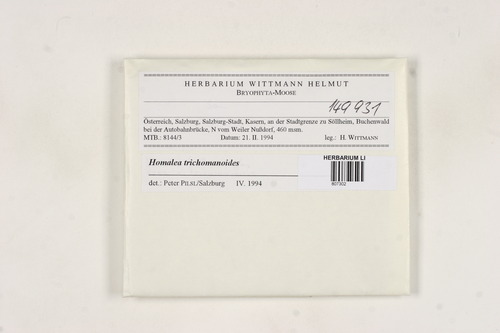 HERBARIUM WITTMANN HELMUT
BRYOPHYTA-MOOSE
149931
Österreich, Salzburg, Salzburg-Stadt, Kasern, an der Stadtgrenze zu Söllheim, Buchenwald
bei der Autobahnbrücke, N vom Weiler Nußdorf, 460 msm.
MTB.: 8144/3 Datum: 21. II. 1994 leg.: H. WITTMANN
HERBARIUM LI
Homalea trichomanoides
det.: Peter PILSL/Salzburg IV. 1994
807302